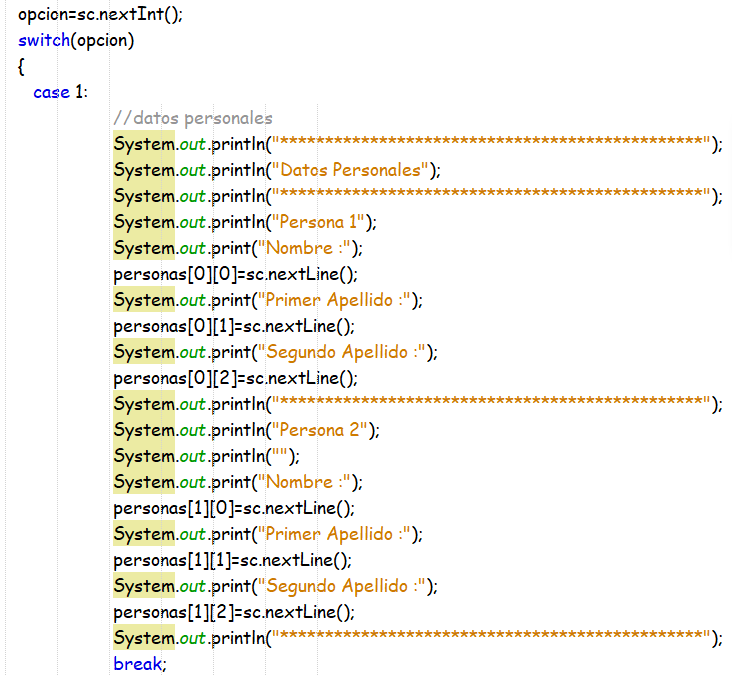 opcion=sc.nextInt();
switch(opcion)
{
case 1:
//datos personales
System.out.println("***********************************************");
System.out.println("Datos Personales");
System.out.println("***********************************************");
System.out.println("Persona 1");
System.out.print("Nombre :");
personas[0][0]=sc.nextLine();
System.out.print("Primer Apellido :");
personas[0][1]=sc.nextLine();
System.out.print("Segundo Apellido :");
personas[0][2]=sc.nextLine();
System.out.println("***********************************************");
System.out.println("Persona 2");
System.out.println("");
System.out.print("Nombre :");
personas[1][0]=sc.nextLine();
System.out.print("Primer Apellido :");
personas[1][1]=sc.nextLine();
System.out.print("Segundo Apellido :");
personas[1][2]=sc.nextLine();
System.out.println("***********************************************");
break;